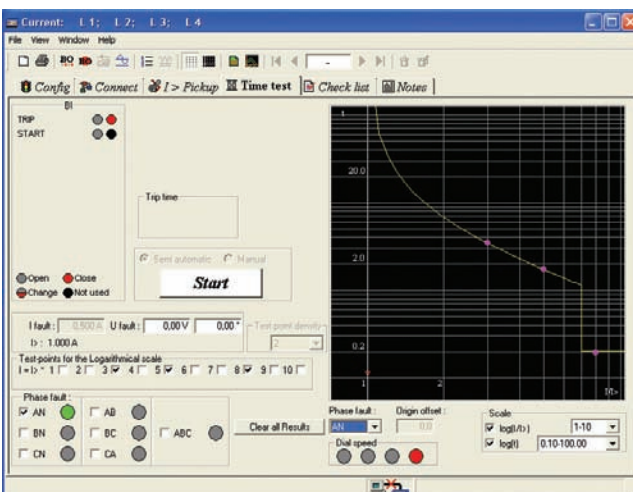 Current: L 1; L 2; L 3; L 4
File View Window Help
Config Connect I > Pickup Time test Check list Notes
BI
TRIP
START
Open Close
Change Not used
Trip time
Semi automatic Manual
Start
I fault: 0,500 A U fault: 0,00 V 0,00 °
Test point density
2
I>: 1.000 A
Test-points for the Logarithmical scale
I = I> * 1 2 3 4 5 6 7 8 9 10
Phase fault:
AN AB
BN BC ABC
CN CA
Clear all Results
t
20.0
2.0
0.2
1 2 I/I>
Phase fault: Origin offset:
AN 0,0
Dial speed
Scale
log(I/I>) 1-10
log(t) 0.10-100.00